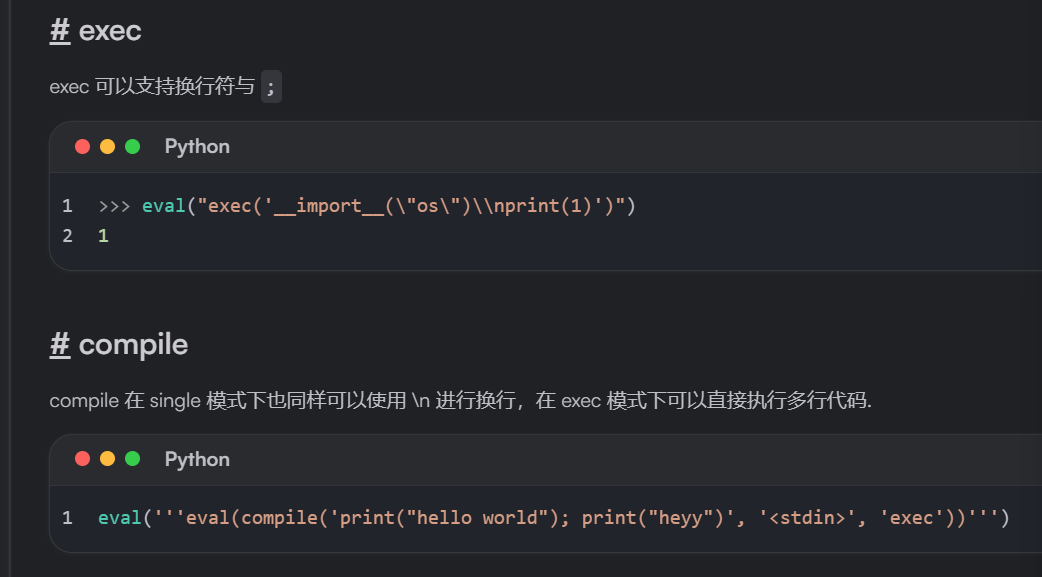 # exec
exec 可以支持换行符与 ;
Python
1 >>> eval("exec('__import__(\"os\")\\nprint(1)')")
2 1
# compile
compile 在 single 模式下也同样可以使用 \n 进行换行，在 exec 模式下可以直接执行多行代码.
Python
1 eval('''eval(compile('print("hello world"); print("heyy")', '<stdin>', 'exec'))''')